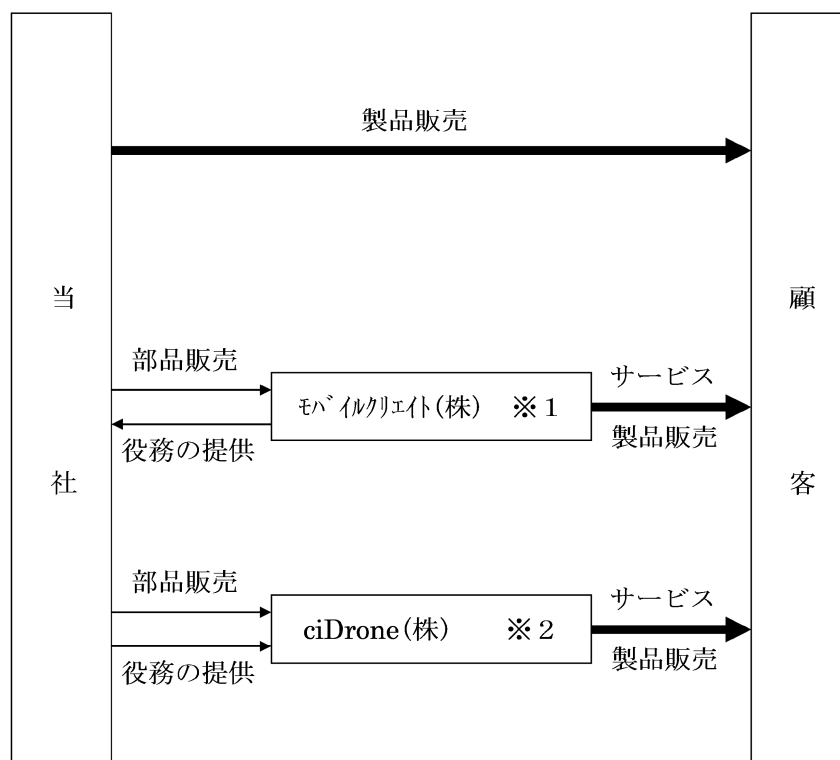 製品販売
当
社
顧
客
部品販売
モバイルクリエイト(株) ※1
役務の提供
サービス
製品販売
部品販売
ciDrone(株) ※2
役務の提供
サービス
製品販売